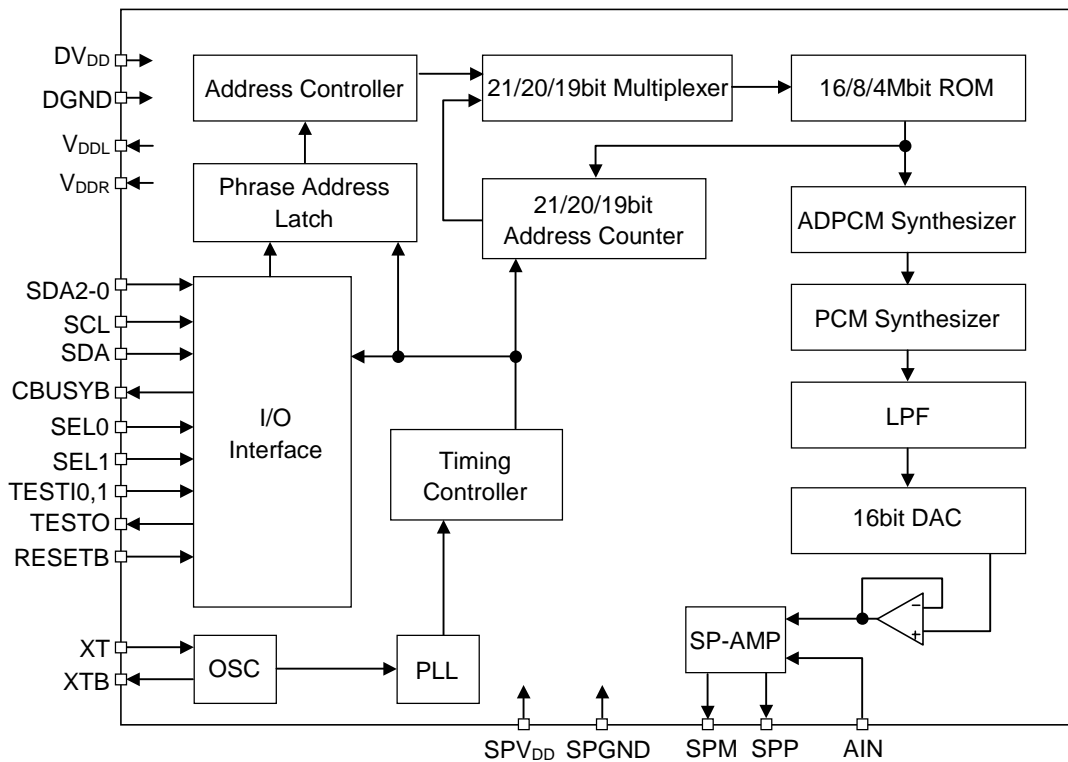 DVDD
DGND
VDDL
VDDR
SDA2-0
SCL
SDA
CBUSYB
SEL0
SEL1
TESTI0,1
TESTO
RESETB
XT
XTB
Address Controller
21/20/19bit Multiplexer
16/8/4Mbit ROM
Phrase Address
Latch
21/20/19bit
Address Counter
ADPCM Synthesizer
PCM Synthesizer
I/O
Interface
LPF
Timing
Controller
16bit DAC
−
+
SP-AMP
OSC
PLL
SPVDD
SPGND
SPM
SPP
AIN